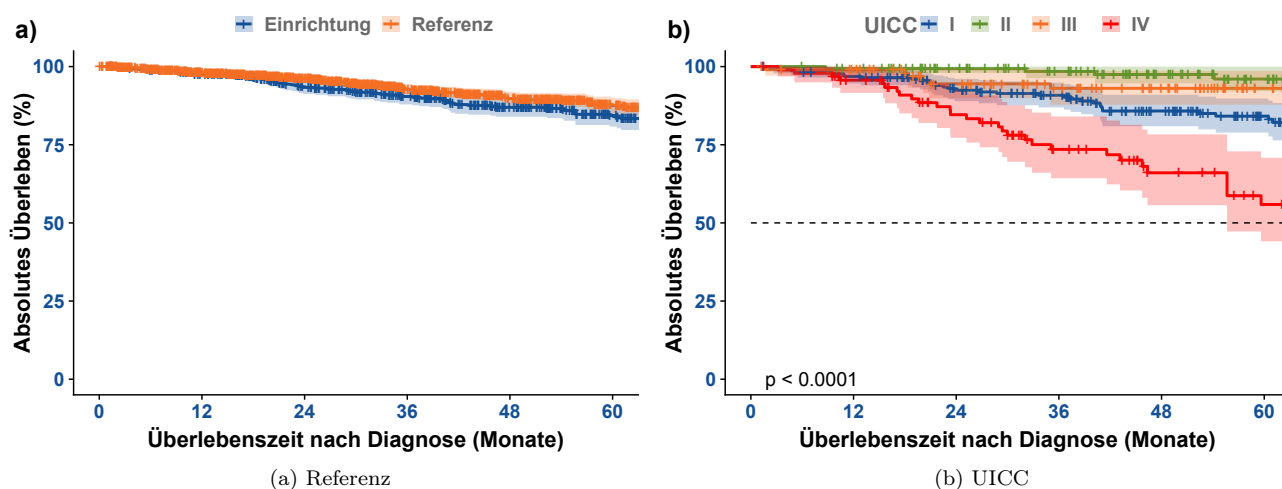 a)
Einrichtung Referenz
Absolutes Überleben (%)
100
75
50
25
0
0 12 24 36 48 60
Überlebenszeit nach Diagnose (Monate)
(a) Referenz
b)
UICC I II III IV
Absolutes Überleben (%)
100
75
50
25
0
p < 0.0001
0 12 24 36 48 60
Überlebenszeit nach Diagnose (Monate)
(b) UICC